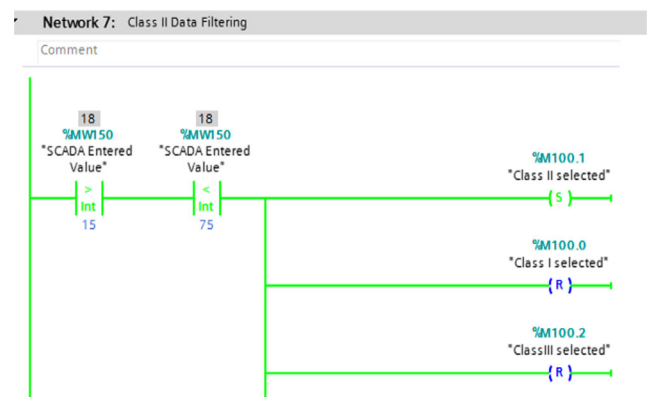 Network 7: Class II Data Filtering
Comment
18 18
%MW150 %MW150
"SCADA Entered Value" "SCADA Entered Value"
> <
Int Int
15 75
%M100.1
"Class II selected"
S
%M100.0
"Class I selected"
R
%M100.2
"ClassIII selected"
R